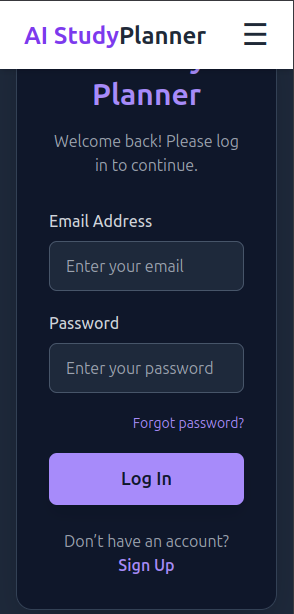 AI StudyPlanner
Planner
Welcome back! Please log
in to continue.
Email Address
Enter your email
Password
Enter your password
Forgot password?
Log In
Don’t have an account?
Sign Up